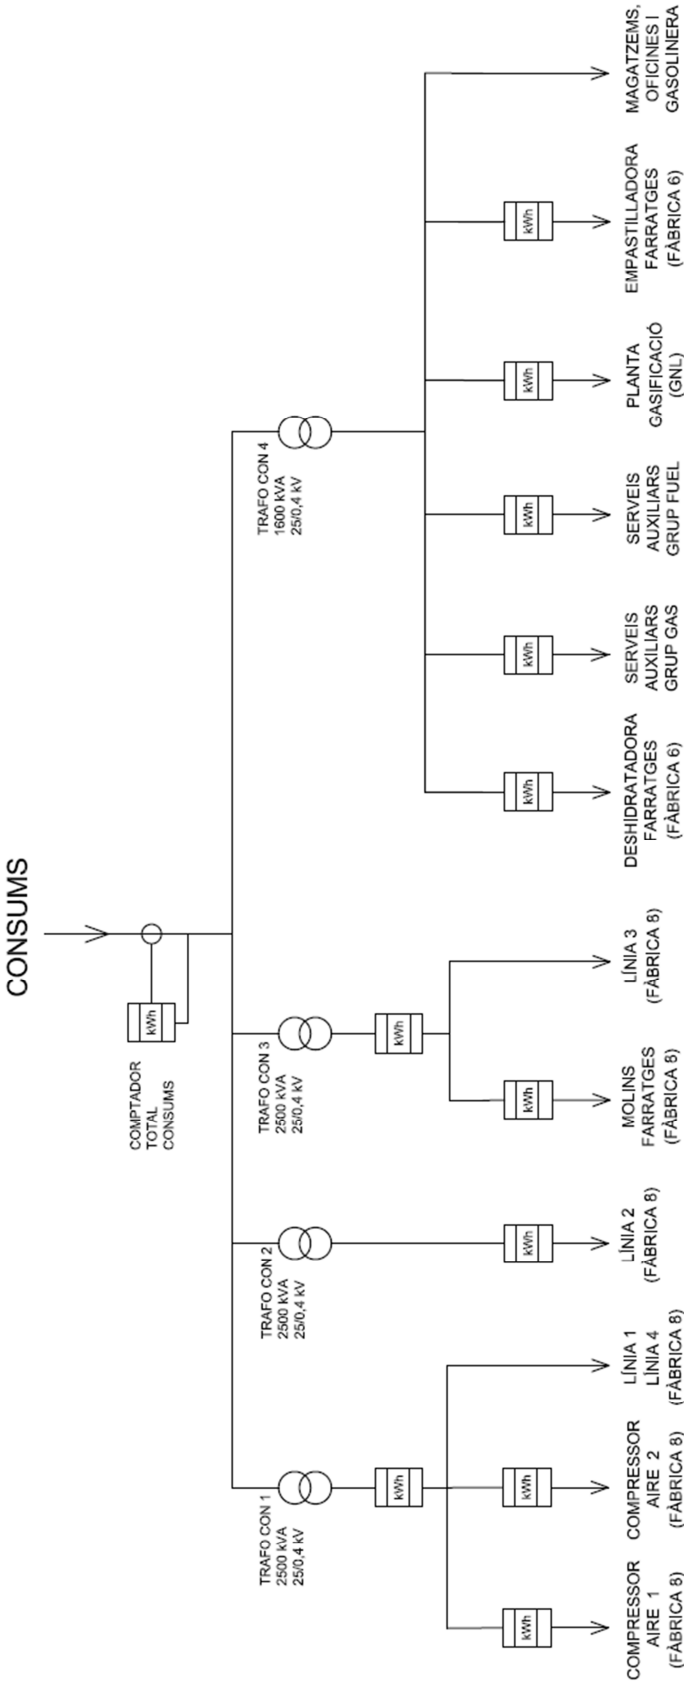 CONSUMS
kWh
COMPTADOR
TOTAL
CONSUMS
TRAFO CON 1
2500 kVA
25/0,4 kV
TRAFO CON 2
2500 kVA
25/0,4 kV
TRAFO CON 3
2500 kVA
25/0,4 kV
TRAFO CON 4
1600 kVA
25/0,4 kV
kWh
kWh
kWh
kWh
kWh
kWh
kWh
kWh
kWh
kWh
kWh
COMPRESSOR
AIRE 1
(FÀBRICA 8)
COMPRESSOR
AIRE 2
(FÀBRICA 8)
LÍNIA 1
LÍNIA 4
(FÀBRICA 8)
LÍNIA 2
(FÀBRICA 8)
MOLINS
FARRATGES
(FÀBRICA 8)
LÍNIA 3
(FÀBRICA 8)
DESHIDRATADORA
FARRATGES
(FÀBRICA 6)
SERVEIS
AUXILIARS
GRUP GAS
SERVEIS
AUXILIARS
GRUP FUEL
PLANTA
GASIFICACIÓ
(GNL)
EMPASTILLADORA
FARRATGES
(FÀBRICA 6)
MAGATZEMS,
OFICINES I
GASOLINERA